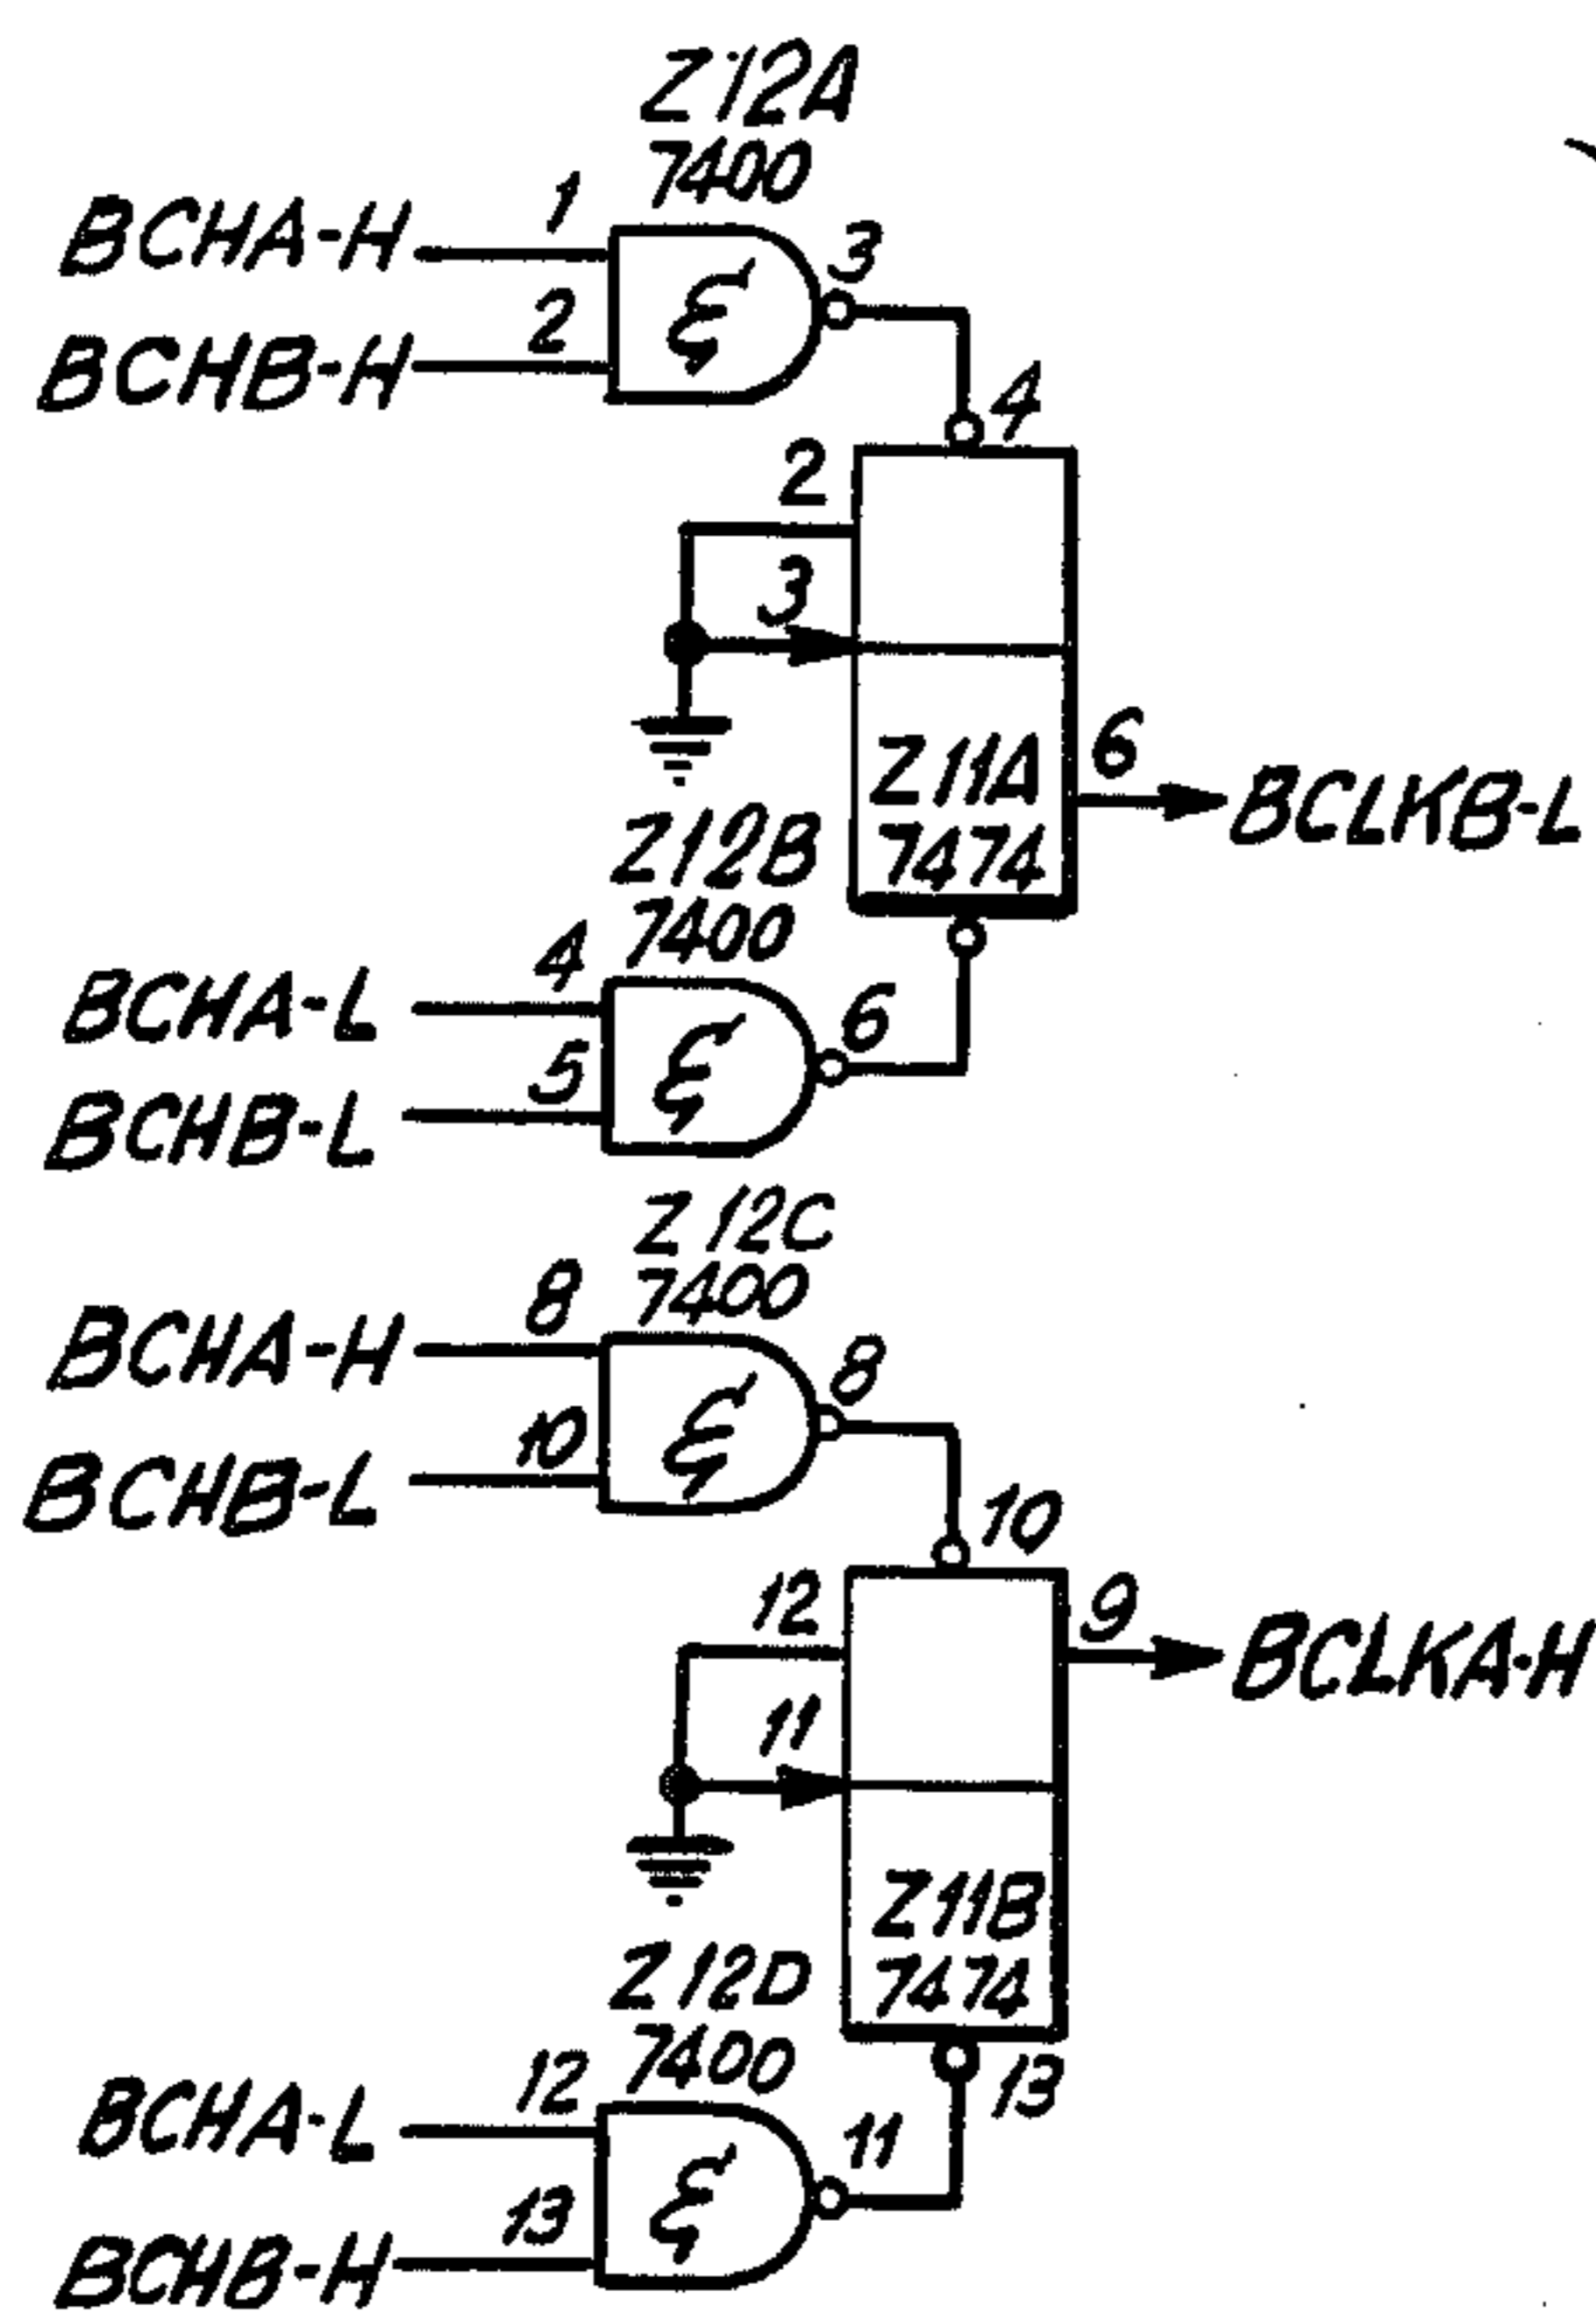 Z12A
7400
BCHA-H 1
3
BCHB-H 2
4
2
3
Z11A
7474
6
BCLKB-L
Z12B
7400
BCHA-L 4
6
BCHB-L 5
Z12C
7400
BCHA-H 8
8
BCHB-L 10
10
12
9
BCLKA-H
11
Z11B
7474
13
Z12D
7400
BCHA-L 12
11
BCHB-H 13
&
&
&
&